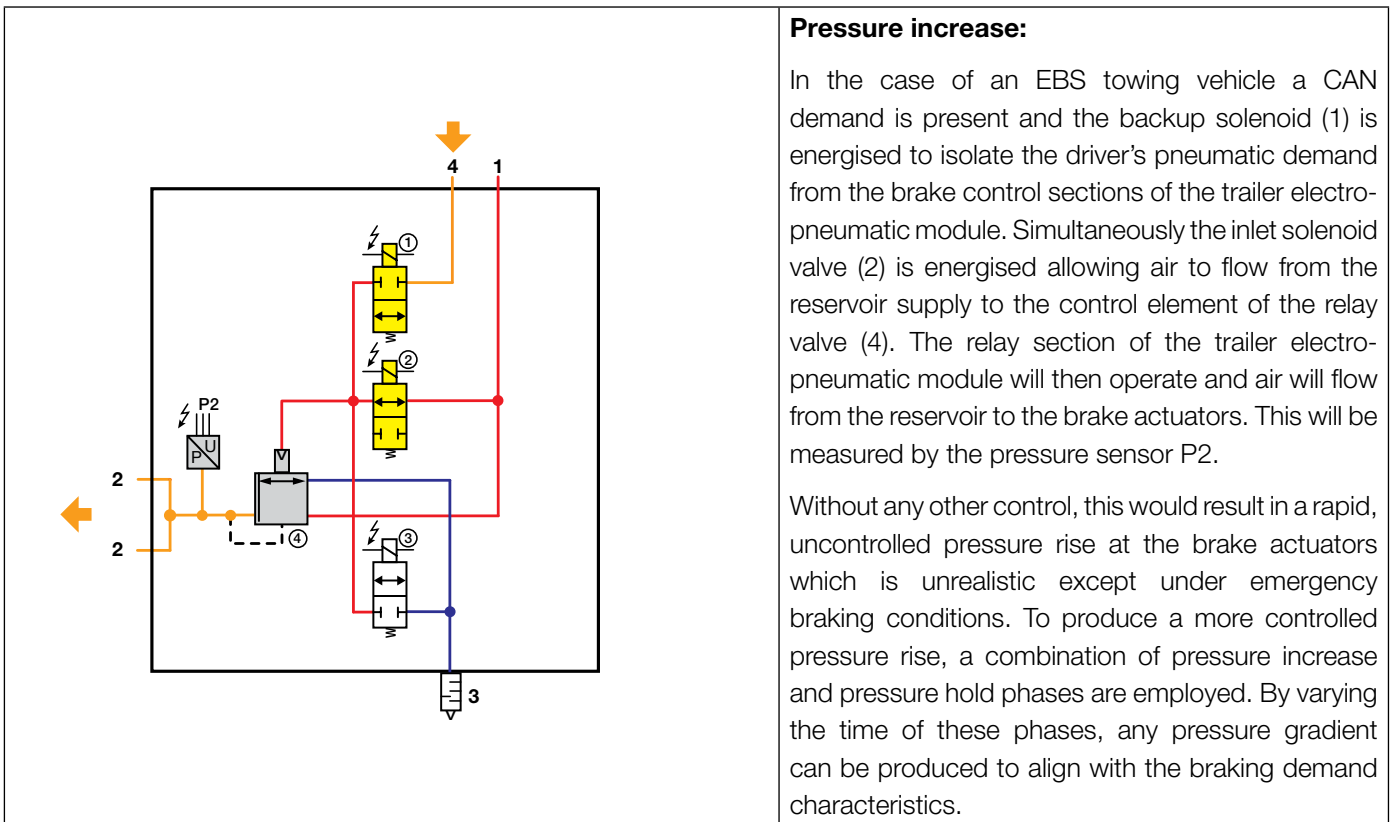 4 1
①
②
P2
P U
2
④
③
2
3
Pressure increase:
In the case of an EBS towing vehicle a CAN
demand is present and the backup solenoid (1) is
energised to isolate the driver's pneumatic demand
from the brake control sections of the trailer electro-
pneumatic module. Simultaneously the inlet solenoid
valve (2) is energised allowing air to flow from the
reservoir supply to the control element of the relay
valve (4). The relay section of the trailer electro-
pneumatic module will then operate and air will flow
from the reservoir to the brake actuators. This will be
measured by the pressure sensor P2.
Without any other control, this would result in a rapid,
uncontrolled pressure rise at the brake actuators
which is unrealistic except under emergency
braking conditions. To produce a more controlled
pressure rise, a combination of pressure increase
and pressure hold phases are employed. By varying
the time of these phases, any pressure gradient
can be produced to align with the braking demand
characteristics.